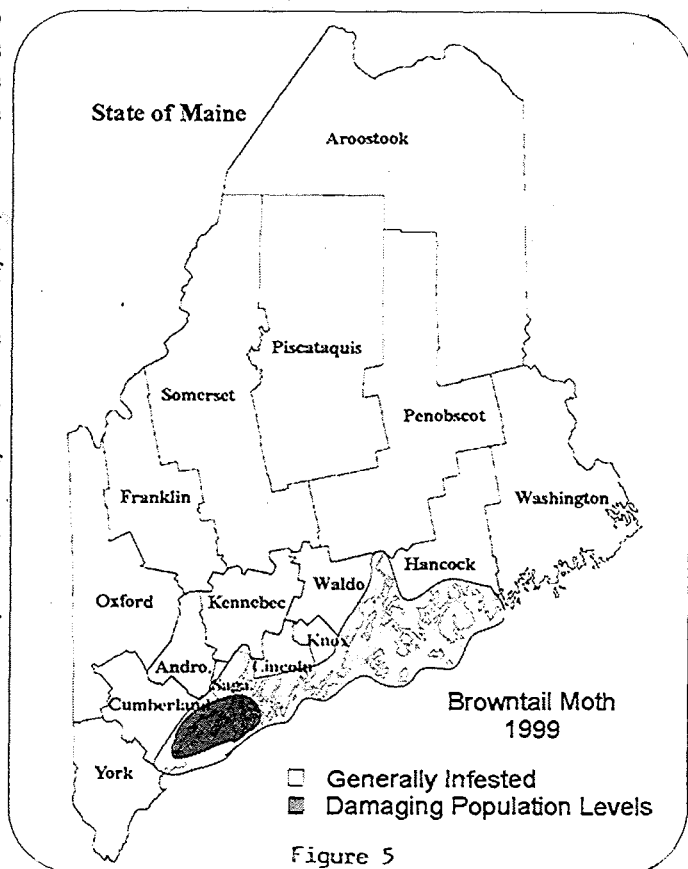 State of Maine
Aroostook
Piscataquis
Somerset
Penobscot
Franklin
Washington
Hancock
Waldo
Oxford
Kennebec
Knox
Lincoln
Andro.
Saga.
Cumberland
York
Browntail Moth
1999
Generally Infested
Damaging Population Levels
Figure 5